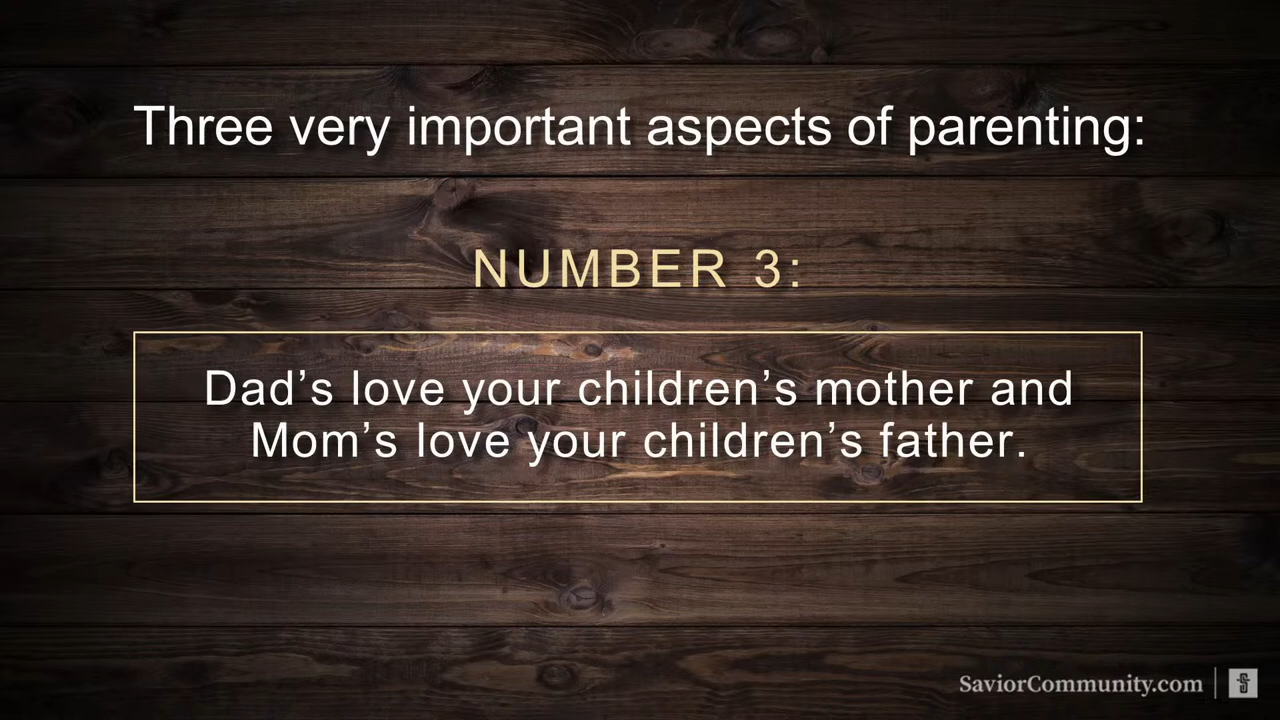 Three very important aspects of parenting:
NUMBER 3:
Dad’s love your children’s mother and
Mom’s love your children’s father.
SaviorCommunity.com